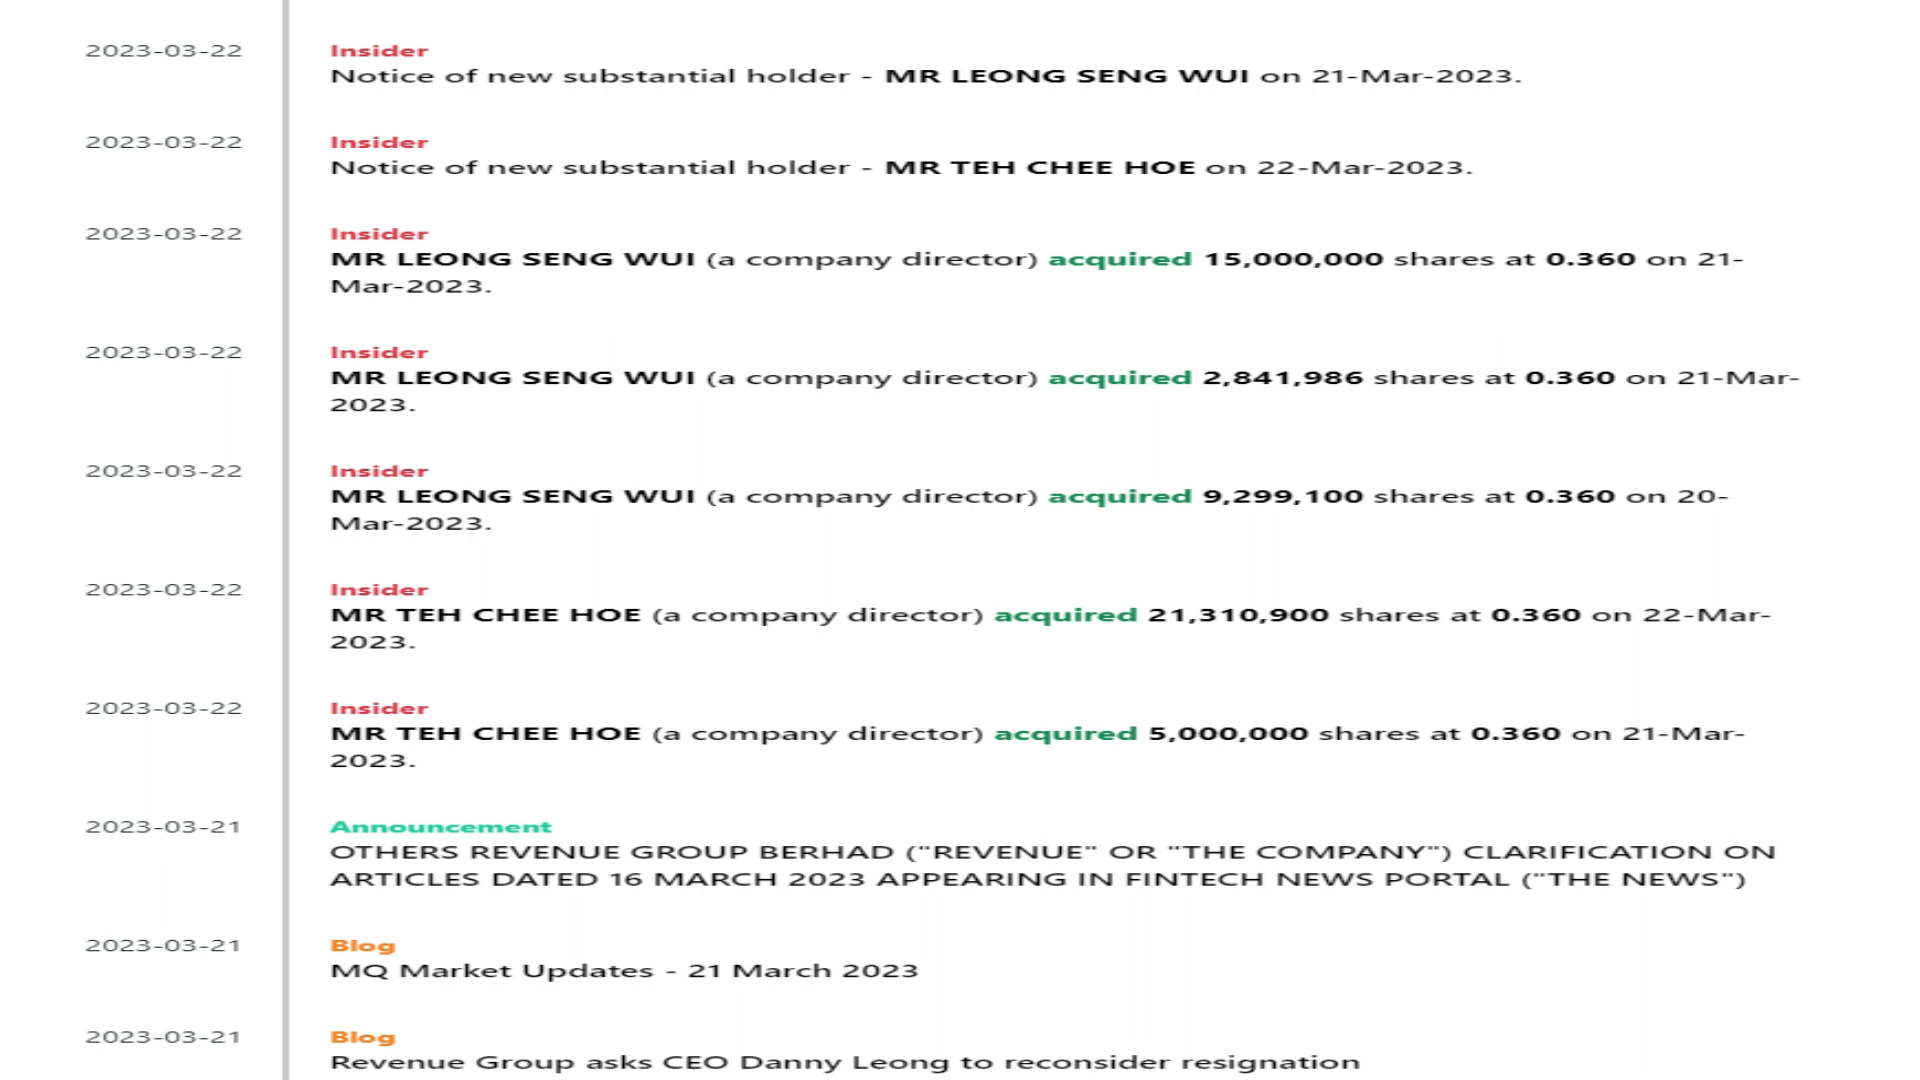 2023-03-22
Insider
Notice of new substantial holder - MR LEONG SENG WUI on 21-Mar-2023.
2023-03-22
Insider
Notice of new substantial holder - MR TEH CHEE HOE on 22-Mar-2023.
2023-03-22
Insider
MR LEONG SENG WUI (a company director) acquired 15,000,000 shares at 0.360 on 21-
Mar-2023.
2023-03-22
Insider
MR LEONG SENG WUI (a company director) acquired 2,841,986 shares at 0.360 on 21-Mar-
2023.
2023-03-22
Insider
MR LEONG SENG WUI (a company director) acquired 9,299,100 shares at 0.360 on 20-
Mar-2023.
2023-03-22
Insider
MR TEH CHEE HOE (a company director) acquired 21,310,900 shares at 0.360 on 22-Mar-
2023.
2023-03-22
Insider
MR TEH CHEE HOE (a company director) acquired 5,000,000 shares at 0.360 on 21-Mar-
2023.
2023-03-21
Announcement
OTHERS REVENUE GROUP BERHAD ("REVENUE" OR "THE COMPANY") CLARIFICATION ON
ARTICLES DATED 16 MARCH 2023 APPEARING IN FINTECH NEWS PORTAL ("THE NEWS")
2023-03-21
Blog
MQ Market Updates - 21 March 2023
2023-03-21
Blog
Revenue Group asks CEO Danny Leong to reconsider resignation